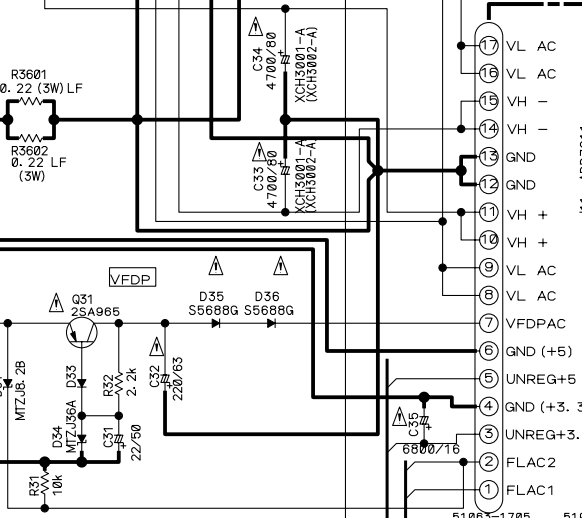 R3601
0.22 (3W) LF
R3602
0.22 LF
(3W)
C34
4700/80
XCH3001-A
(XCH3002-A)
C33
4700/80
XCH3001-A
(XCH3002-A)
17 VL AC
16 VL AC
15 VH -
14 VH -
13 GND
12 GND
11 VH +
10 VH +
9 VL AC
8 VL AC
7 VFDPAC
6 GND (+5)
5 UNREG+5
4 GND (+3.3
3 UNREG+3.
2 FLAC2
1 FLAC1
VFDP
Q31
2SA965
D35
S5688G
D36
S5688G
MTZJ8.2B
D33
R32
2.2k
C32
220/63
D34
MTZJ36A
C31
22/50
R31
10k
C35
6800/16
51063-1705